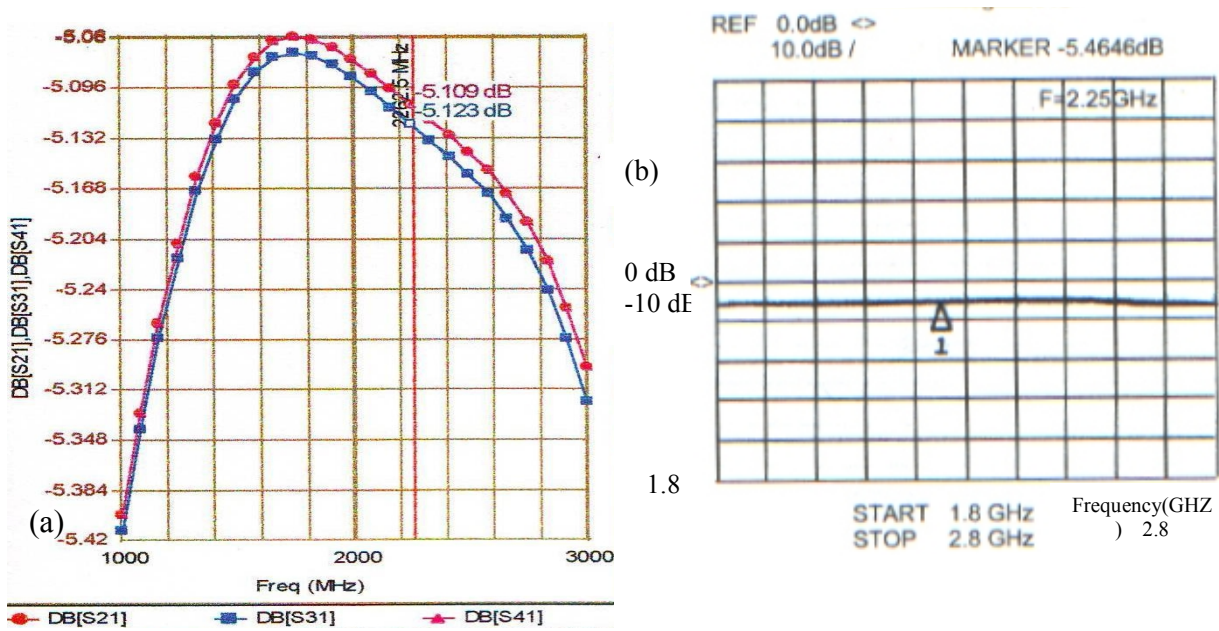 -5.06
-5.096
-5.132
-5.168
-5.204
-5.24
-5.276
-5.312
-5.348
-5.384
-5.42
DB[S21],DB[S31],DB[S41]
2262.5 MHz
-5.109 dB
-5.123 dB
(a)
1000
2000
3000
Freq (MHz)
DB[S21]
DB[S31]
DB[S41]
(b)
REF 0.0dB <>
10.0dB /
MARKER -5.4646dB
F=2.25GHz
0 dB <>
-10 dB
1
1.8
START 1.8 GHz
STOP 2.8 GHz
Frequency(GHZ
) 2.8